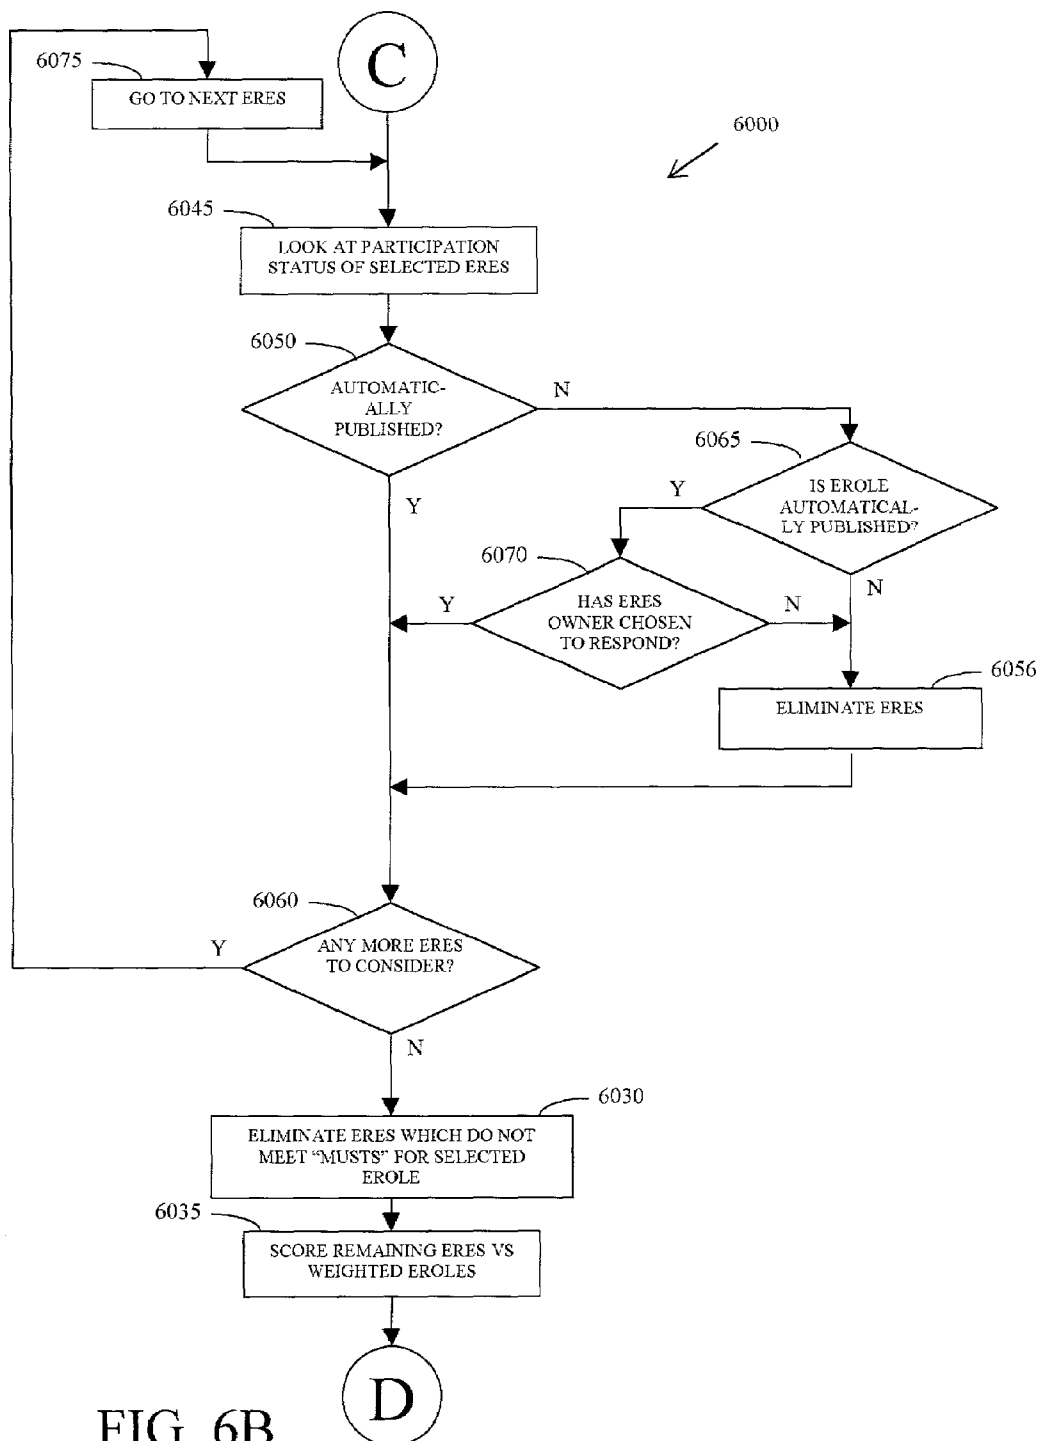 C
6075
GO TO NEXT ERES
6000
6045
LOOK AT PARTICIPATION
STATUS OF SELECTED ERES
6050
AUTOMATIC-
ALLY
PUBLISHED?
N
Y
6065
IS EROLE
AUTOMATICAL-
LY PUBLISHED?
Y
N
6070
HAS ERES
OWNER CHOSEN
TO RESPOND?
Y
N
6056
ELIMINATE ERES
6060
ANY MORE ERES
TO CONSIDER?
Y
N
6030
ELIMINATE ERES WHICH DO NOT
MEET “MUSTS” FOR SELECTED
EROLE
6035
SCORE REMAINING ERES VS
WEIGHTED EROLES
D
FIG. 6B